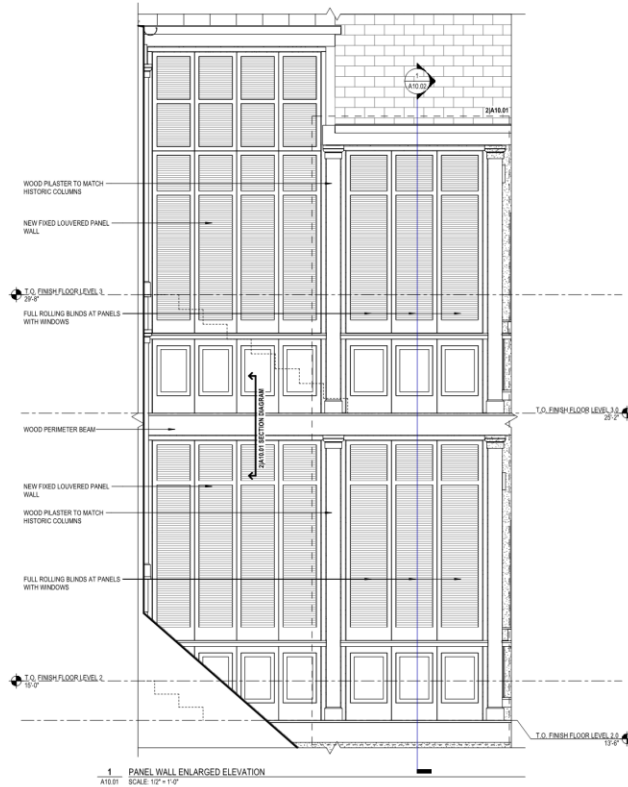 1
A10.02
2|A10.01
WOOD PILASTER TO MATCH
HISTORIC COLUMNS
NEW FIXED LOUVERED PANEL
WALL
T.O. FINISH FLOOR LEVEL 3
29'-8"
FULL ROLLING BLINDS AT PANELS
WITH WINDOWS
T.O. FINISH FLOOR LEVEL 3.0
25'-2"
WOOD PERIMETER BEAM
2|A10.01 SECTION DIAGRAM
NEW FIXED LOUVERED PANEL
WALL
WOOD PILASTER TO MATCH
HISTORIC COLUMNS
FULL ROLLING BLINDS AT PANELS
WITH WINDOWS
T.O. FINISH FLOOR LEVEL 2
15'-0"
T.O. FINISH FLOOR LEVEL 2.0
13'-6"
1 PANEL WALL ENLARGED ELEVATION
A10.01 SCALE: 1/2" = 1'-0"